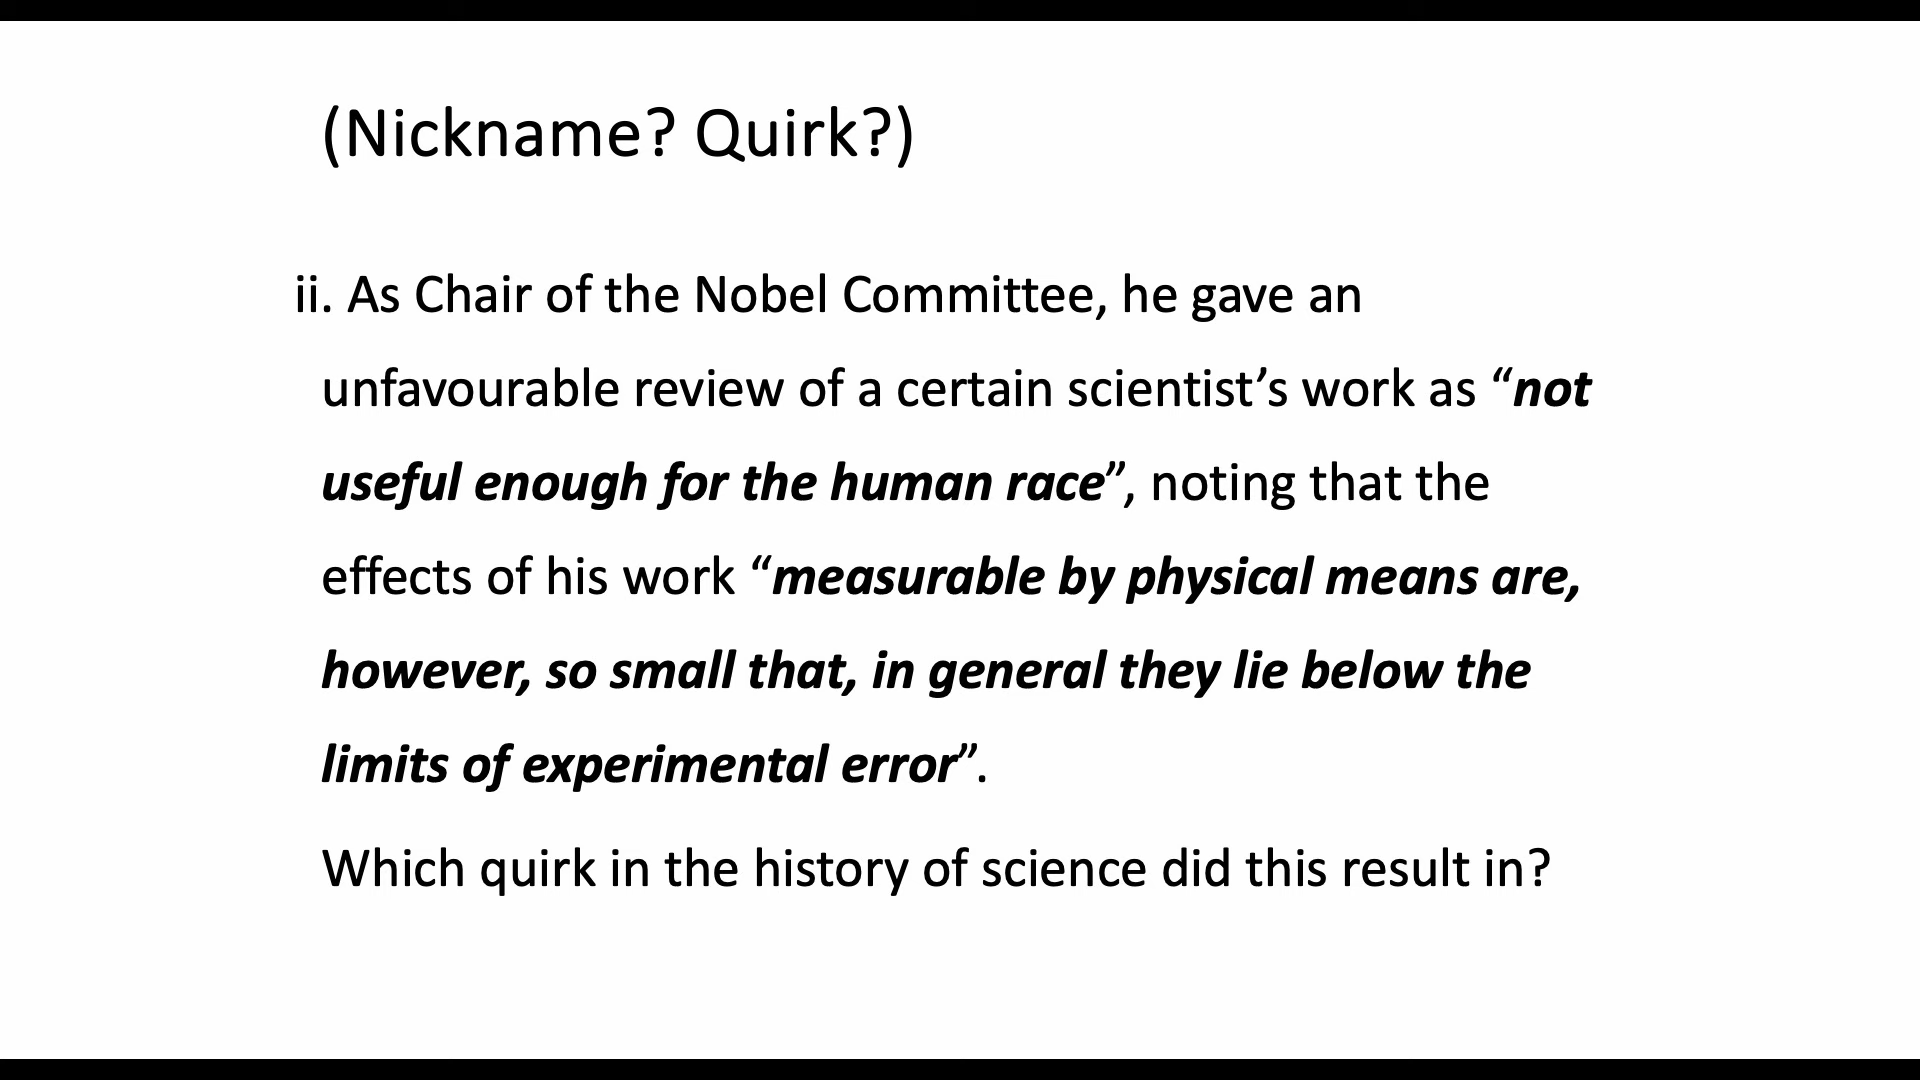 (Nickname? Quirk?)
ii. As Chair of the Nobel Committee, he gave an
unfavourable review of a certain scientist’s work as “not
useful enough for the human race”, noting that the
effects of his work “measurable by physical means are,
however, so small that, in general they lie below the
limits of experimental error”.
Which quirk in the history of science did this result in?